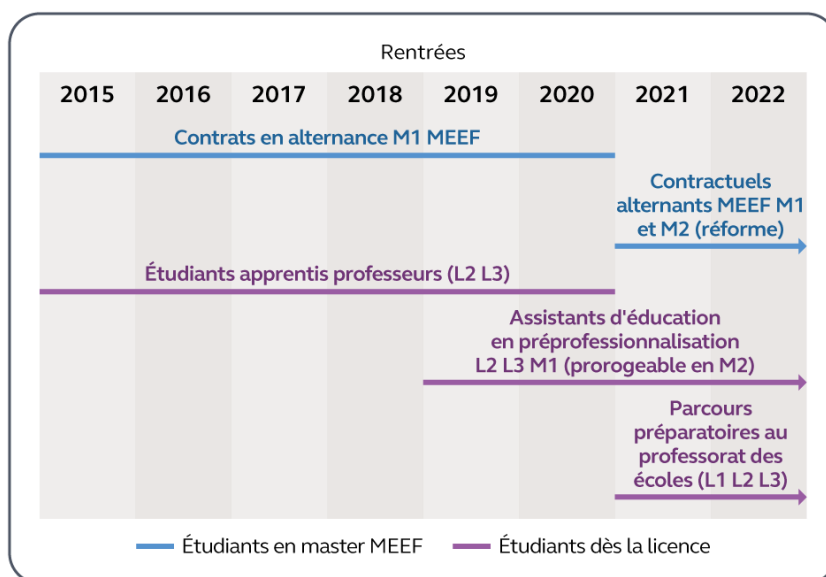 Rentrées
2015 2016 2017 2018 2019 2020 2021 2022
Contrats en alternance M1 MEEF
Contractuels
alternants MEEF M1
et M2 (réforme)
Étudiants apprentis professeurs (L2 L3)
Assistants d'éducation
en préprofessionnalisation
L2 L3 M1 (prorogeable en M2)
Parcours
préparatoires au
professorat des
écoles (L1 L2 L3)
Étudiants en master MEEF Étudiants dès la licence